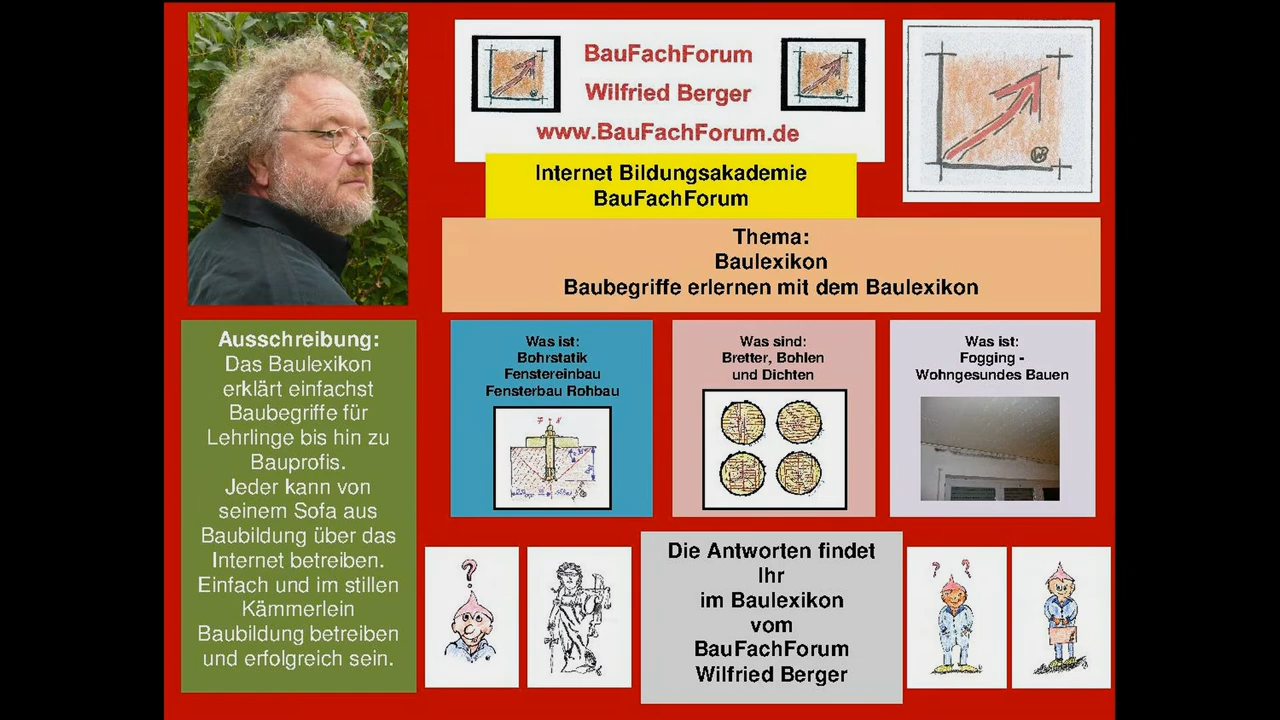 BauFachForum
Wilfried Berger
www.BauFachForum.de
Internet Bildungsakademie
BauFachForum
Thema:
Baulexikon
Baubegriffe erlernen mit dem Baulexikon
Ausschreibung:
Das Baulexikon
erklärt einfachst
Baubegriffe für
Lehrlinge bis hin zu
Bauprofis.
Jeder kann von
seinem Sofa aus
Baubildung über das
Internet betreiben.
Einfach und im stillen
Kämmerlein
Baubildung betreiben
und erfolgreich sein.
Was ist:
Bohrstatik
Fenstereinbau
Fensterbau Rohbau
Was sind:
Bretter, Bohlen
und Dichten
Was ist:
Fogging -
Wohngesundes Bauen
?
? ?
Die Antworten findet
Ihr
im Baulexikon
vom
BauFachForum
Wilfried Berger